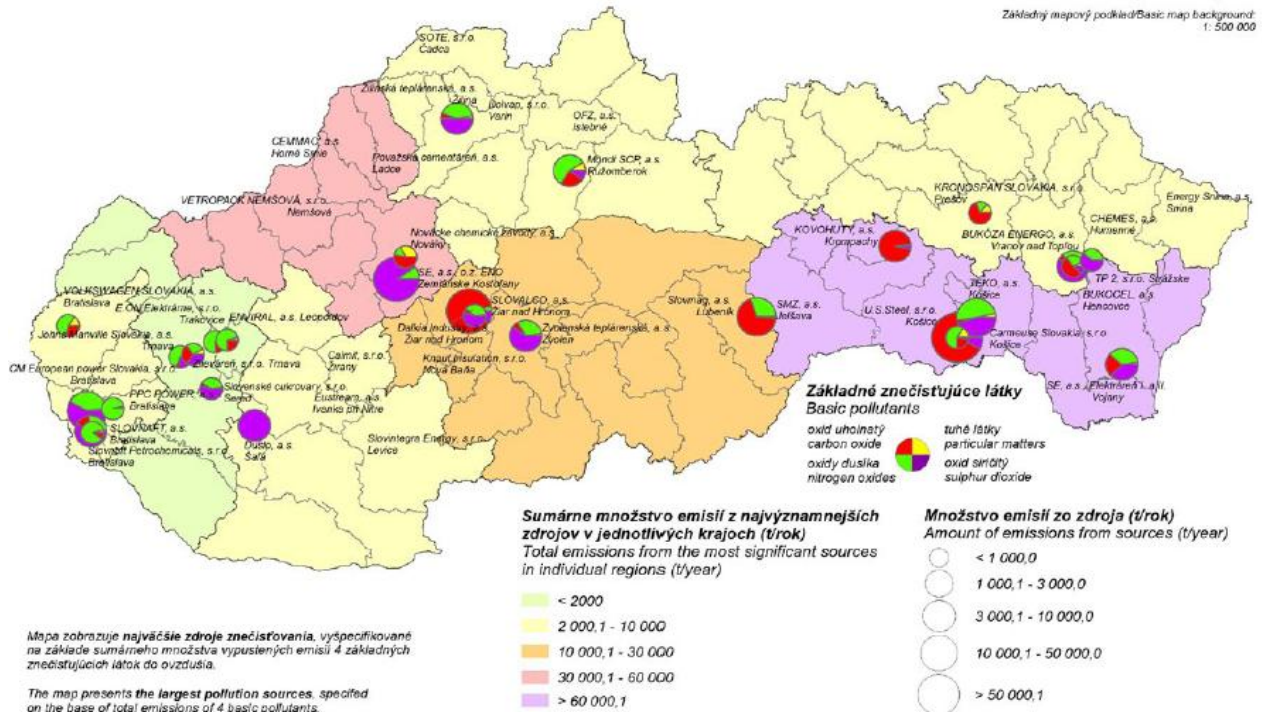 Základný mapový podklad/Basic map background:
1: 500 000
SOTE, s.r.o.
Čadca
Žilinská teplárenská, a.s.
Žilina
Dolvap, s.r.o.
Varín
OFZ, a.s.
Istebné
CEMMAC, a.s.
Horné Srnie
Považská cementáreň, a.s.
Ladce
Mondi SCP, a.s.
Ružomberok
VETROPACK NEMŠOVÁ, s.r.o.
Nemšová
KRONOSPAN SLOVAKIA, s.r.o.
Prešov
Energy Snina, a.s.
Snina
CHEMES, a.s.
Humenné
BUKÓZA ENERGO, a.s.
Vranov nad Topľou
Novácke chemické závody, a.s.
Nováky
KOVOHUTY, a.s.
Krompachy
SE, a.s., o.z. ENO
Zemianske Kostoľany
TP 2, s.r.o. Strážske
BUKOCEL, a.s.
Hencovce
TEKO, a.s.
Košice
VOLKSWAGEN SLOVAKIA, a.s.
Bratislava
E.ON Elektrárne, s.r.o.
Trakovice
ENVIRAL, a.s. Leopoldov
SLOVALCO, a.s.
Žiar nad Hronom
Slovmag, a.s.
Lubeník
SMZ, a.s.
Jelšava
U.S.Steel, s.r.o.
Košice
Johns Manville Slovakia, a.s.
Trnava
Dalkia Industry, a.s.
Žiar nad Hronom
Zvolenská teplárenská, a.s.
Zvolen
Carmeuse Slovakia, s.r.o.
Košice
Zlieváreň, s.r.o. Trnava
Calmit, s.r.o.
Žirany
Knauf Insulation, s.r.o.
Nová Baňa
CM European power Slovakia, s.r.o.
Bratislava
Slovenské cukrovary, s.r.o.
Sereď
Eustream, a.s.
Ivanka pri Nitre
SE, a.s., Elektráreň I. a II.
Vojany
PPC POWER, a.s.
Bratislava
SLOVNAFT, a.s.
Bratislava
Slovnaft Petrochemicals, s.r.o.
Bratislava
Duslo, a.s.
Šaľa
Slovintegra Energy, s.r.o.
Levice
Základné znečisťujúce látky
Basic pollutants
oxid uhoľnatý
carbon oxide
tuhé látky
particular matters
oxidy dusíka
nitrogen oxides
oxid siričitý
sulphur dioxide
Sumárne množstvo emisií z najvýznamnejších
zdrojov v jednotlivých krajoch (t/rok)
Total emissions from the most significant sources
in individual regions (t/year)
< 2000
2 000,1 - 10 000
10 000,1 - 30 000
30 000,1 - 60 000
> 60 000,1
Množstvo emisií zo zdroja (t/rok)
Amount of emissions from sources (t/year)
< 1 000,0
1 000,1 - 3 000,0
3 000,1 - 10 000,0
10 000,1 - 50 000,0
> 50 000,1
Mapa zobrazuje najväčšie zdroje znečisťovania, vyšpecifikované
na základe sumárneho množstva vypustených emisií 4 základných
znečisťujúcich látok do ovzdušia.
The map presents the largest pollution sources, specifed
on the base of total emissions of 4 basic pollutants.